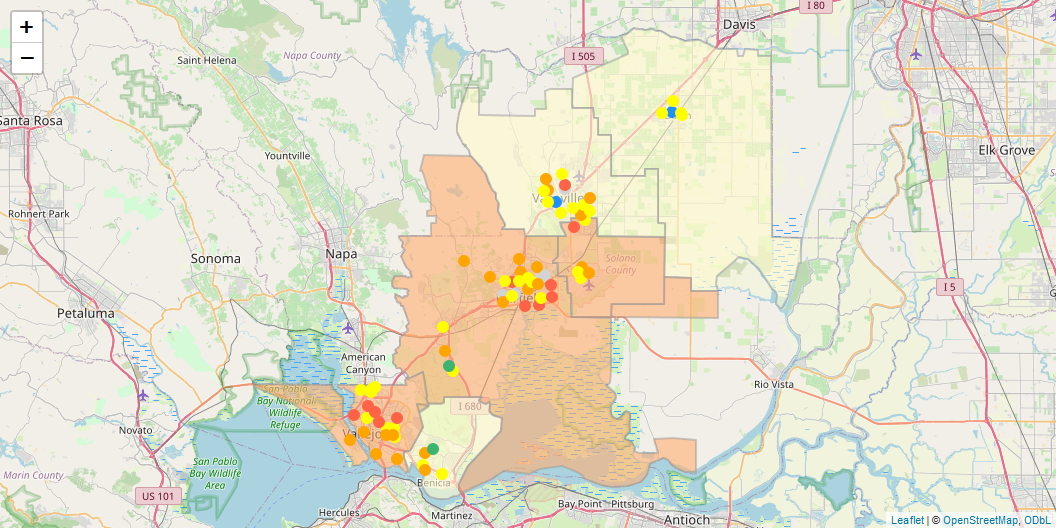 +
−
Davis
I 80
I 505
Napa County
Saint Helena
Santa Rosa
Elk Grove
Yountville
Rohnert Park
Napa
Sonoma
Solano
County
I 5
Petaluma
American
Canyon
Rio Vista
San Pablo
Bay National
Wildlife
Refuge
I 680
Novato
San Pablo
Bay Wildlife
Area
Marin County
Benicia
US 101
Hercules
Martinez
Bay Point
Pittsburg
Antioch
Leaflet | © OpenStreetMap, ODbL